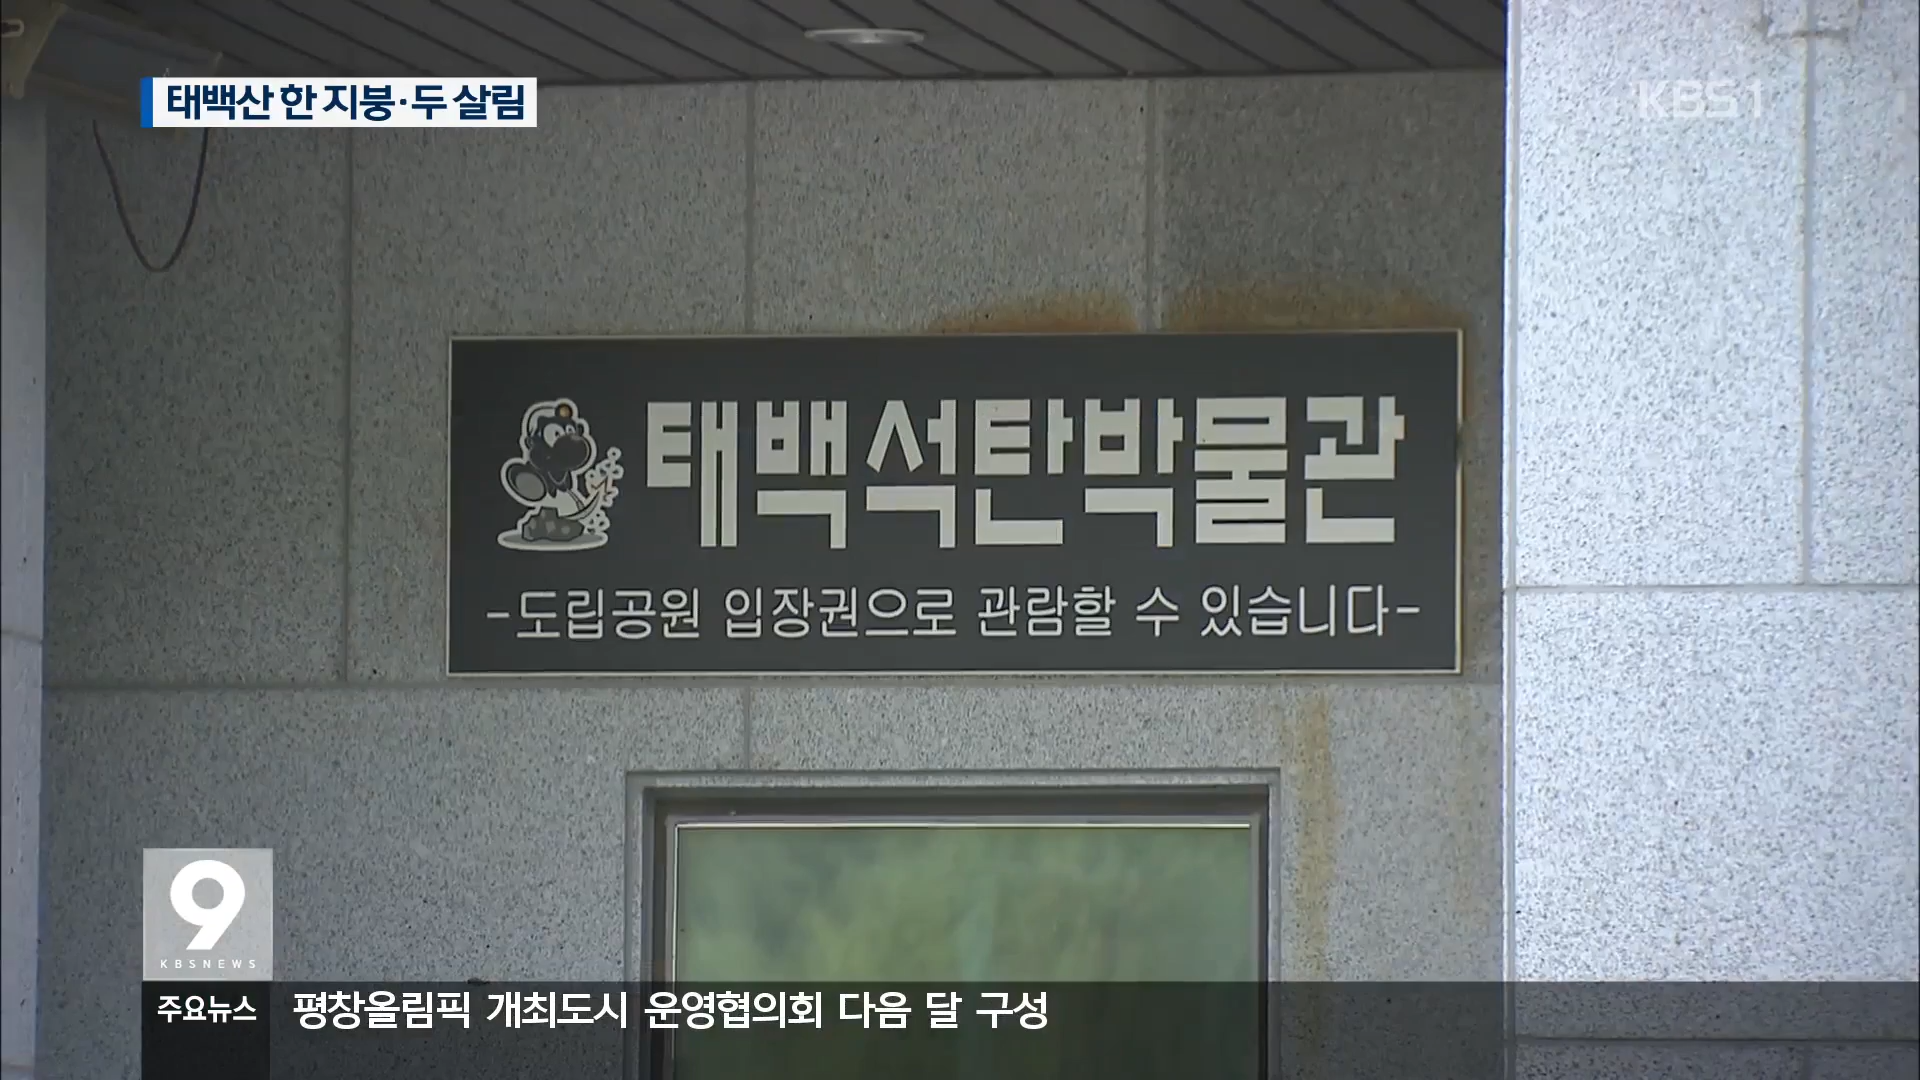 태백산 한 지붕·두 살림
KBS1
태백석탄박물관
-도립공원 입장권으로 관람할 수 있습니다-
9
KBS NEWS
주요뉴스 평창올림픽 개최도시 운영협의회 다음 달 구성